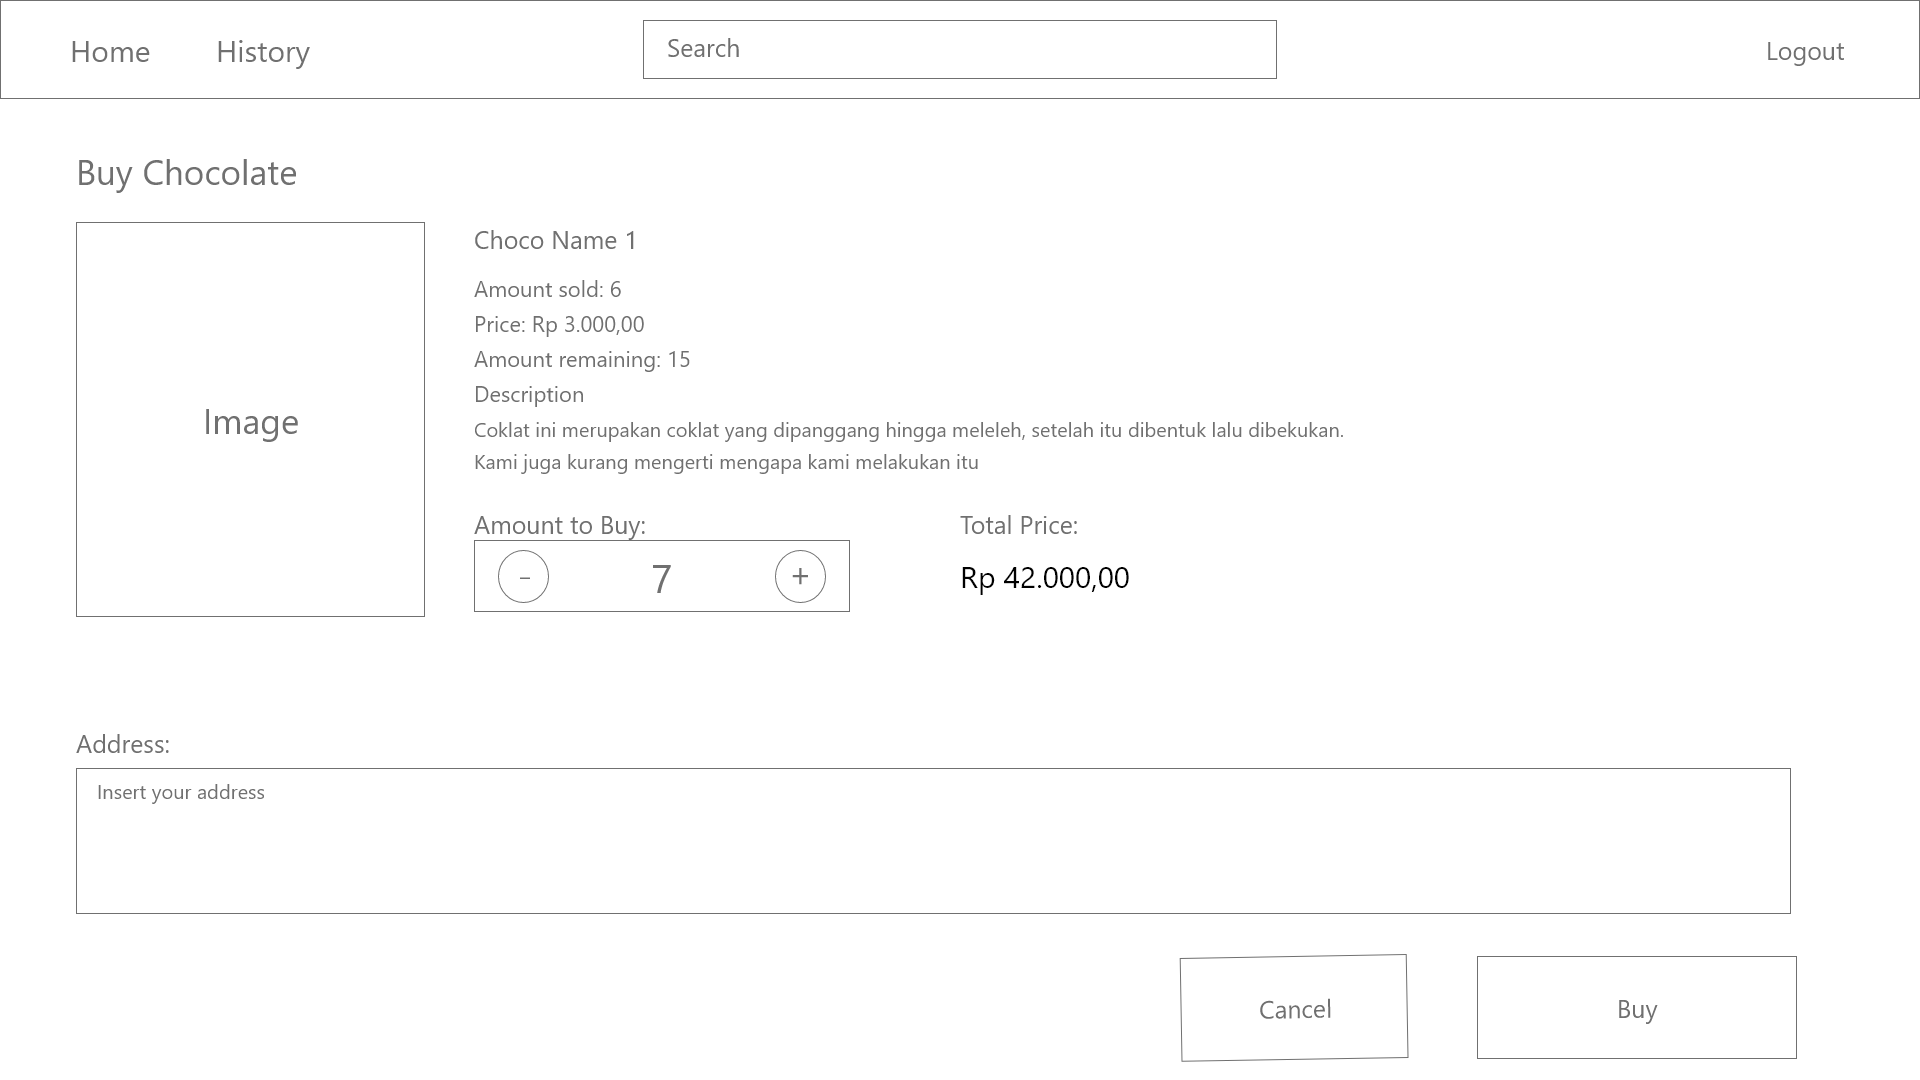 Home History Search Logout
Buy Chocolate
Image
Choco Name 1
Amount sold: 6
Price: Rp 3.000,00
Amount remaining: 15
Description
Coklat ini merupakan coklat yang dipanggang hingga meleleh, setelah itu dibentuk lalu dibekukan.
Kami juga kurang mengerti mengapa kami melakukan itu
Amount to Buy:
- 7 +
Total Price:
Rp 42.000,00
Address:
Insert your address
Cancel Buy